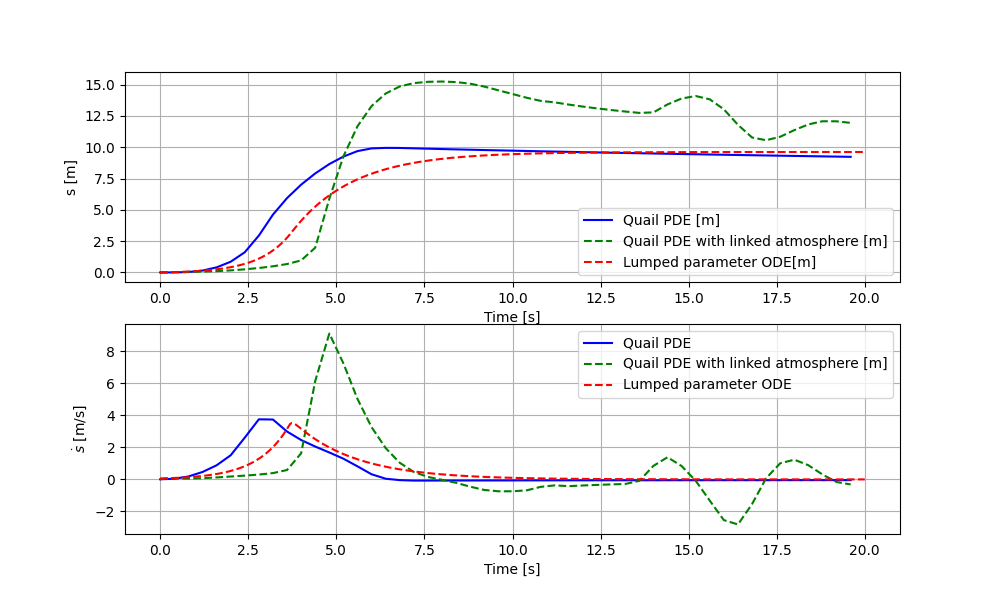 15.0
12.5
10.0
7.5
5.0
2.5
0.0
s [m]
Quail PDE [m]
Quail PDE with linked atmosphere [m]
Lumped parameter ODE[m]
0.0 2.5 5.0 7.5 10.0 12.5 15.0 17.5 20.0
Time [s]
8
6
4
2
0
−2
ṡ [m/s]
Quail PDE
Quail PDE with linked atmosphere [m]
Lumped parameter ODE
0.0 2.5 5.0 7.5 10.0 12.5 15.0 17.5 20.0
Time [s]